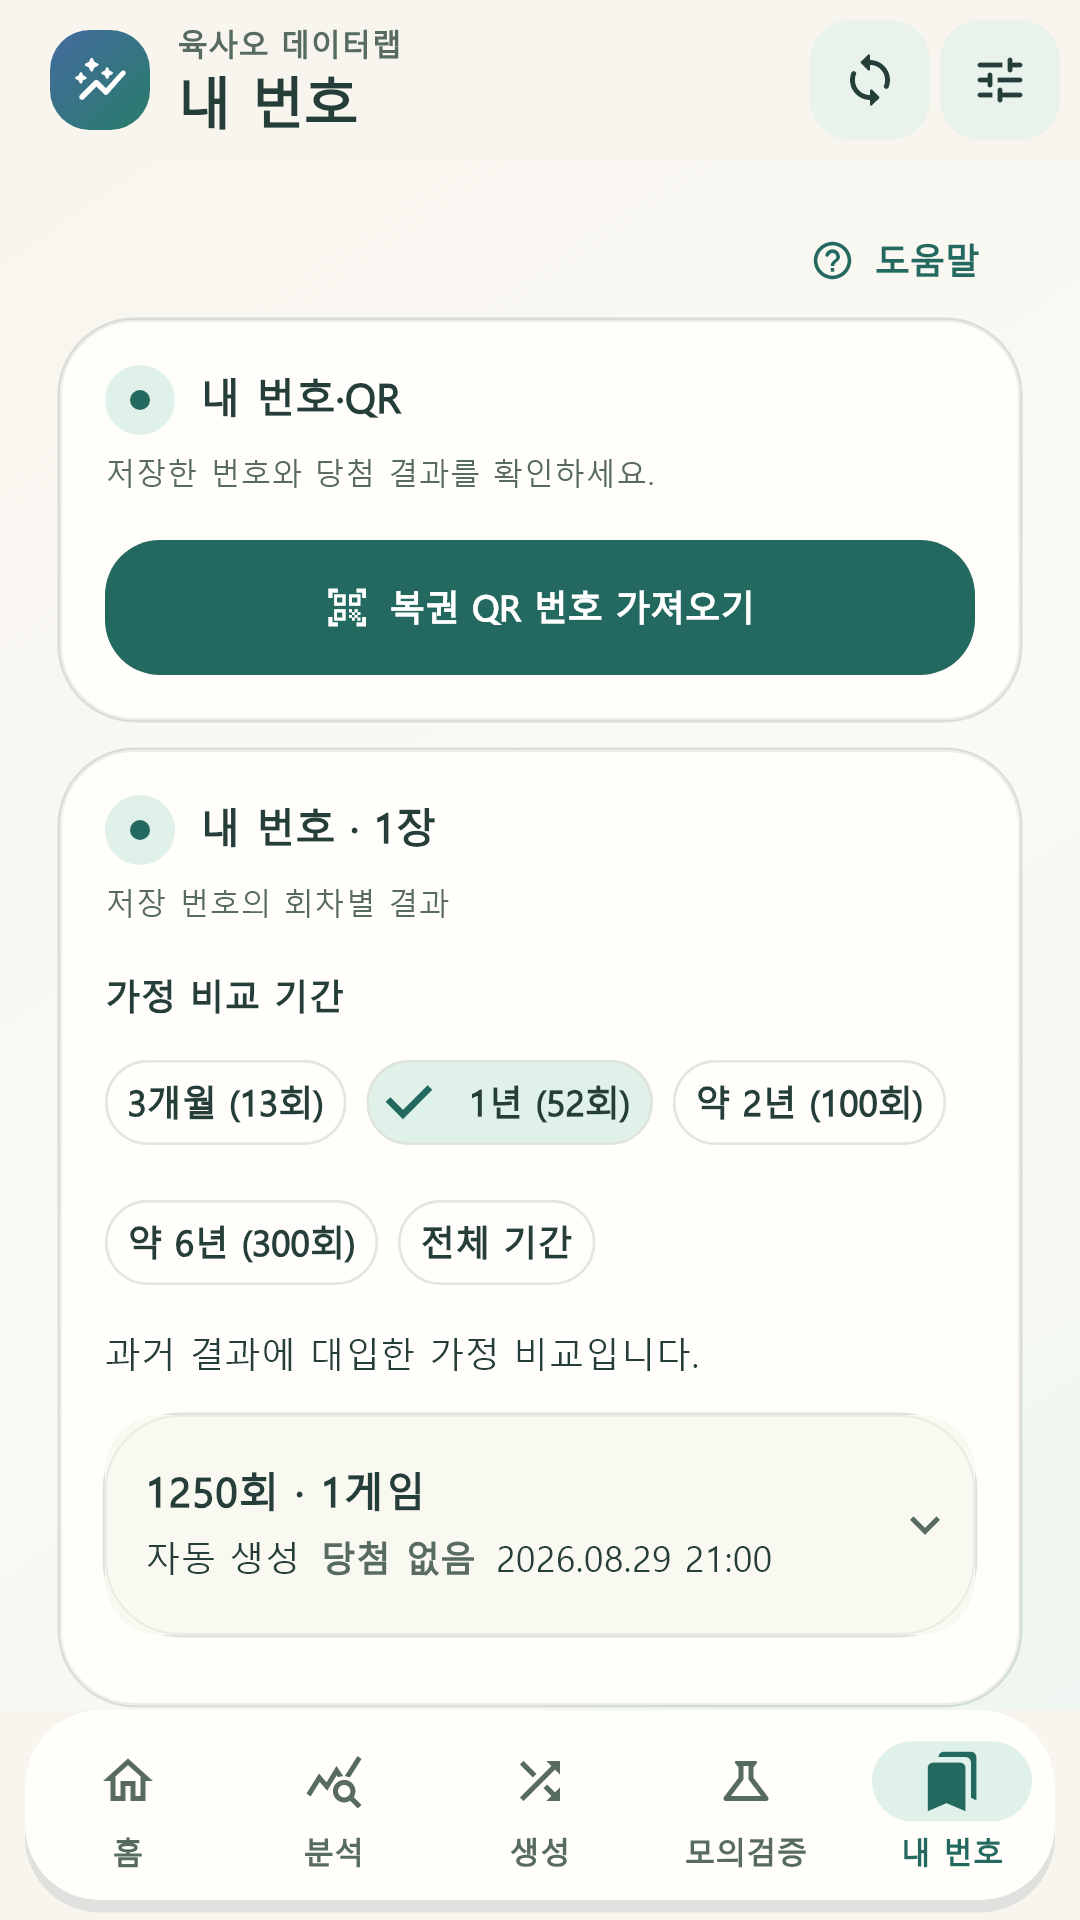 육사오 데이터랩
내 번호
도움말
내 번호·QR
저장한 번호와 당첨 결과를 확인하세요.
복권 QR 번호 가져오기
내 번호 · 1장
저장 번호의 회차별 결과
가정 비교 기간
3개월 (13회) 1년 (52회) 약 2년 (100회)
약 6년 (300회) 전체 기간
과거 결과에 대입한 가정 비교입니다.
1250회 · 1게임
자동 생성 당첨 없음 2026.08.29 21:00
홈 분석 생성 모의검증 내 번호